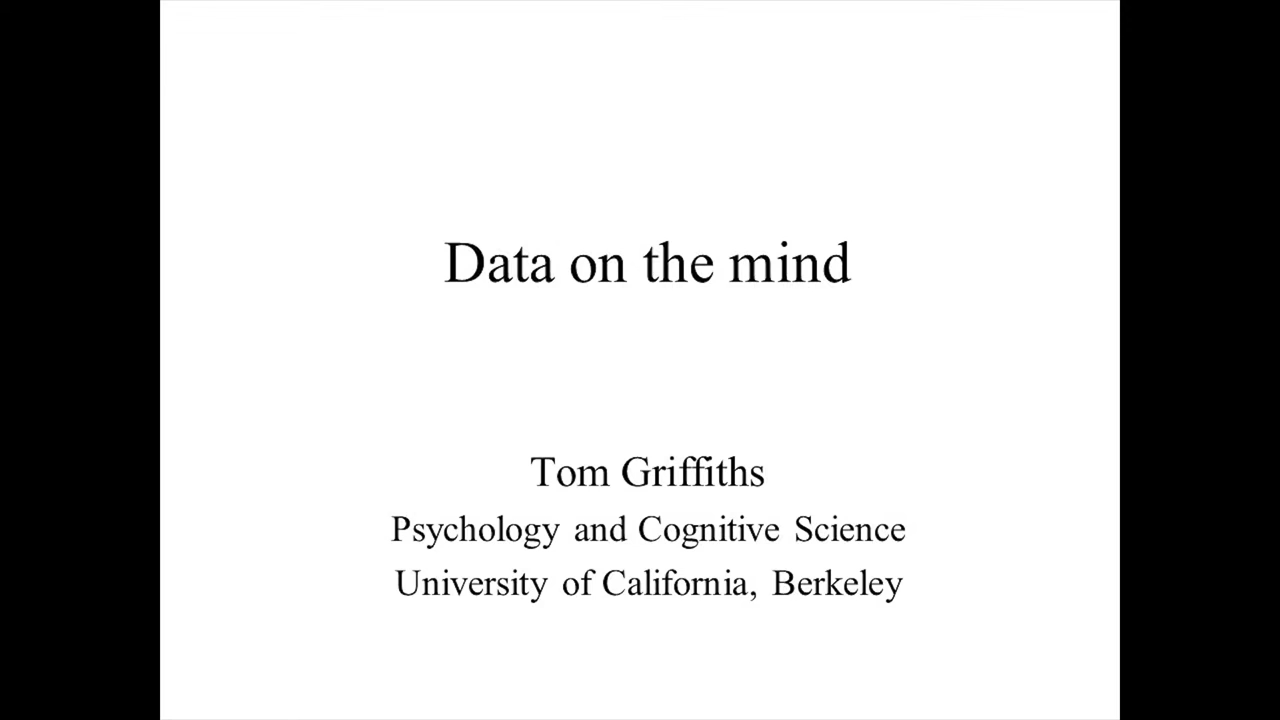 Data on the mind
Tom Griffiths
Psychology and Cognitive Science
University of California, Berkeley